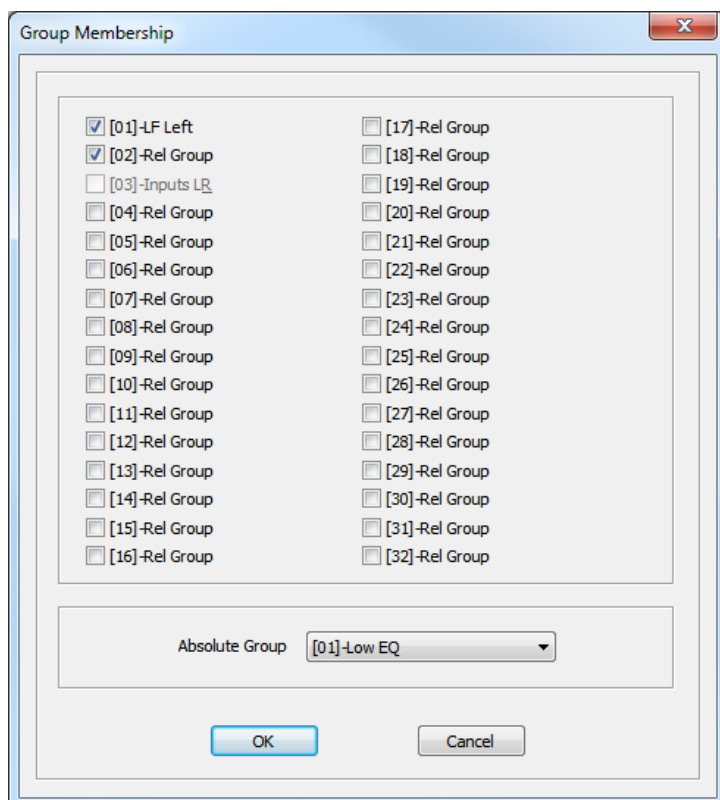 Group Membership
[01]-LF Left
[02]-Rel Group
[03]-Inputs LR
[04]-Rel Group
[05]-Rel Group
[06]-Rel Group
[07]-Rel Group
[08]-Rel Group
[09]-Rel Group
[10]-Rel Group
[11]-Rel Group
[12]-Rel Group
[13]-Rel Group
[14]-Rel Group
[15]-Rel Group
[16]-Rel Group
[17]-Rel Group
[18]-Rel Group
[19]-Rel Group
[20]-Rel Group
[21]-Rel Group
[22]-Rel Group
[23]-Rel Group
[24]-Rel Group
[25]-Rel Group
[26]-Rel Group
[27]-Rel Group
[28]-Rel Group
[29]-Rel Group
[30]-Rel Group
[31]-Rel Group
[32]-Rel Group
Absolute Group [01]-Low EQ
OK Cancel